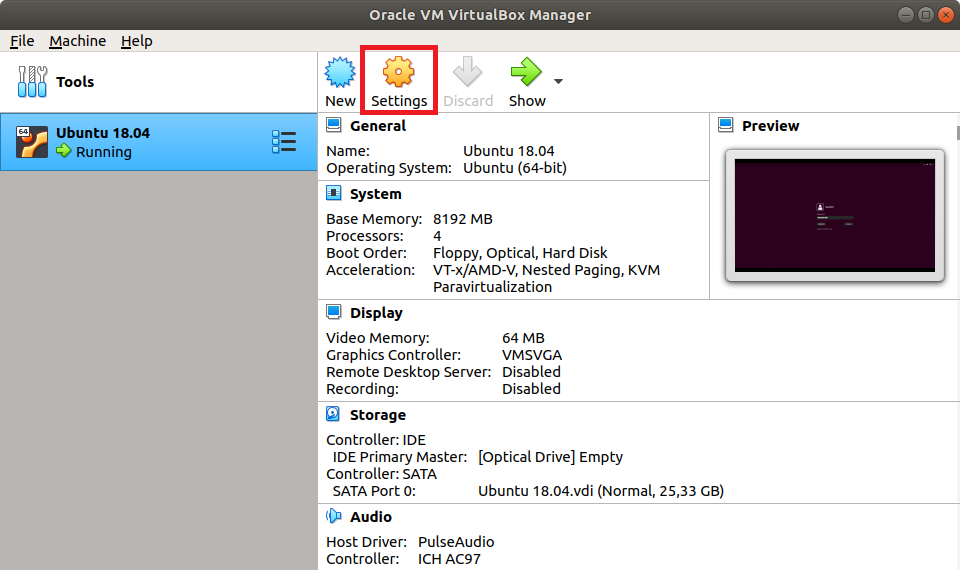 Oracle VM VirtualBox Manager
File Machine Help
Tools
New Settings Discard Show
64
Ubuntu 18.04
Running
General
Name: Ubuntu 18.04
Operating System: Ubuntu (64-bit)
Preview
System
Base Memory: 8192 MB
Processors: 4
Boot Order: Floppy, Optical, Hard Disk
Acceleration: VT-x/AMD-V, Nested Paging, KVM
Paravirtualization
Display
Video Memory: 64 MB
Graphics Controller: VMSVGA
Remote Desktop Server: Disabled
Recording: Disabled
Storage
Controller: IDE
IDE Primary Master: [Optical Drive] Empty
Controller: SATA
SATA Port 0: Ubuntu 18.04.vdi (Normal, 25,33 GB)
Audio
Host Driver: PulseAudio
Controller: ICH AC97